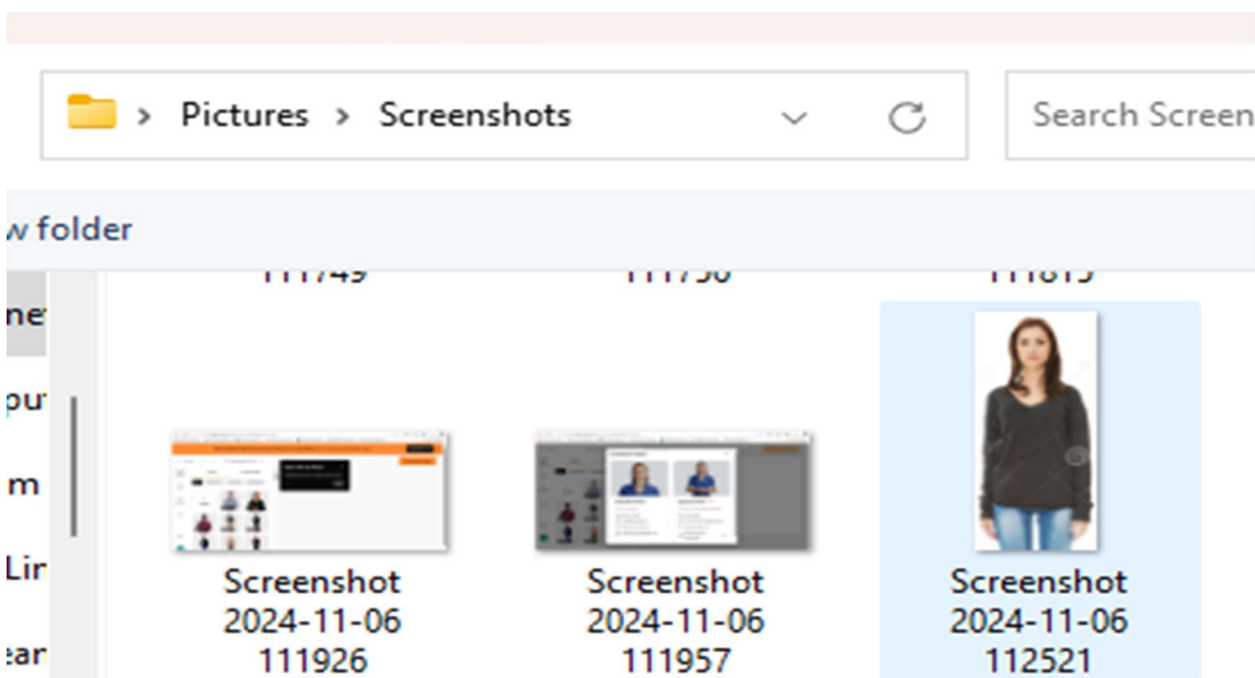 Pictures > Screenshots
Search Screen
w folder
Screenshot
2024-11-06
111926
Screenshot
2024-11-06
111957
Screenshot
2024-11-06
112521